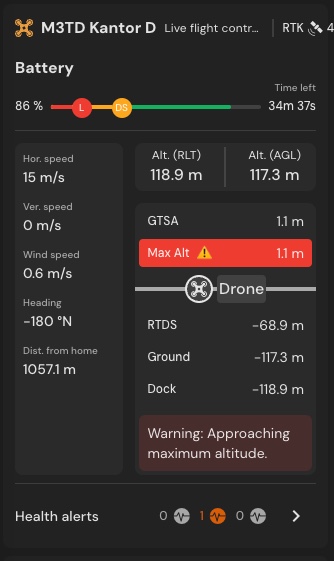 M3TD Kantor D Live flight contr... RTK 4
Battery
Time left
86 % L DS 34m 37s
Hor. speed
15 m/s
Ver. speed
0 m/s
Wind speed
0.6 m/s
Heading
-180 °N
Dist. from home
1057.1 m
Alt. (RLT) Alt. (AGL)
118.9 m 117.3 m
GTSA 1.1 m
Max Alt 1.1 m
Drone
RTDS -68.9 m
Ground -117.3 m
Dock -118.9 m
Warning: Approaching
maximum altitude.
Health alerts 0 1 0